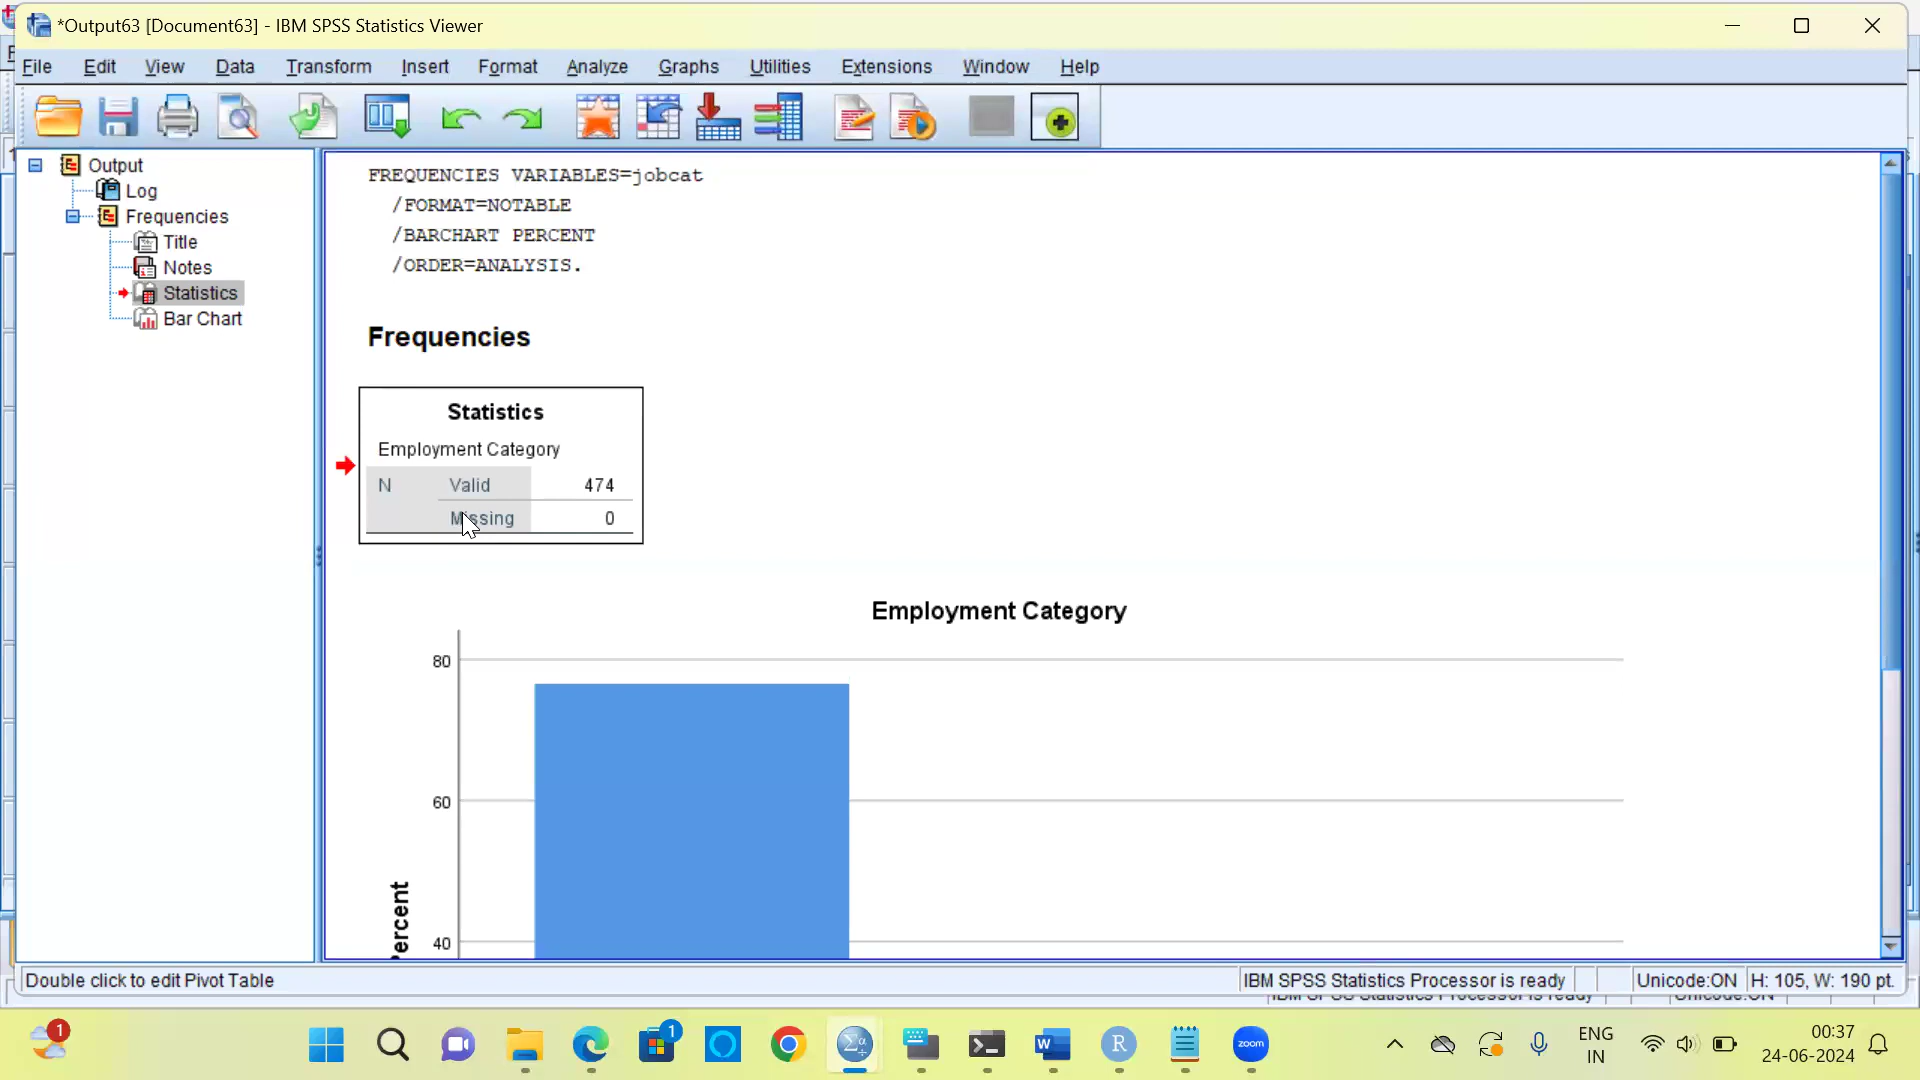 *Output63 [Document63] - IBM SPSS Statistics Viewer
File Edit View Data Transform Insert Format Analyze Graphs Utilities Extensions Window Help
Output
Log
Frequencies
Title
Notes
Statistics
Bar Chart
FREQUENCIES VARIABLES=jobcat
/FORMAT=NOTABLE
/BARCHART PERCENT
/ORDER=ANALYSIS.
Frequencies
Statistics
Employment Category
N Valid 474
Missing 0
Employment Category
80
60
40
Percent
Double click to edit Pivot Table
IBM SPSS Statistics Processor is ready
Unicode:ON
H: 105, W: 190 pt.
1
1
zoom
ENG
IN
00:37
24-06-2024